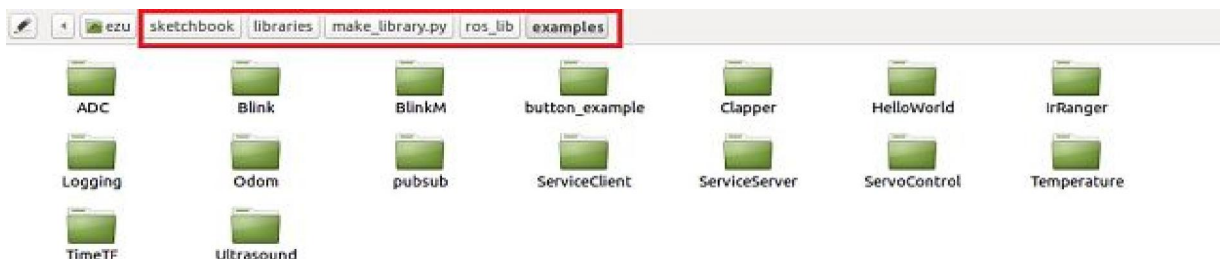 ezu sketchbook libraries make_library.py ros_lib examples
ADC Blink BlinkM button_example Clapper HelloWorld IrRanger
Logging Odom pubsub ServiceClient ServiceServer ServoControl Temperature
TimeTF Ultrasound